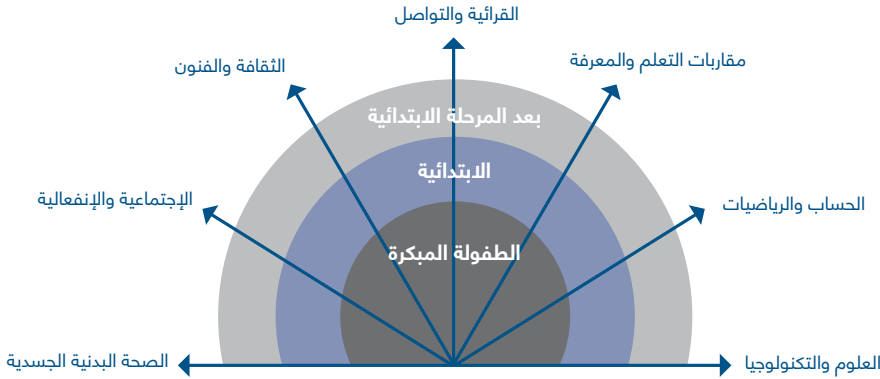 القرائية والتواصل
مقاربات التعلم والمعرفة
الثقافة والفنون
بعد المرحلة الابتدائية
الابتدائية
الحساب والرياضيات
الإجتماعية والإنفعالية
الطفولة المبكرة
العلوم والتكنولوجيا
الصحة البدنية الجسدية